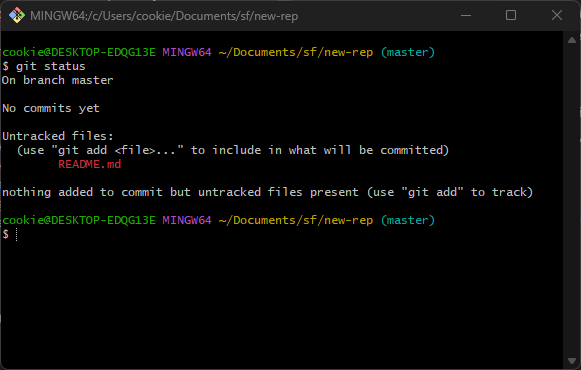 MINGW64:/c/Users/cookie/Documents/sf/new-rep
cookie@DESKTOP-EDQG13E MINGW64 ~/Documents/sf/new-rep (master)
$ git status
On branch master
No commits yet
Untracked files:
  (use "git add <file>..." to include in what will be committed)
        README.md
nothing added to commit but untracked files present (use "git add" to track)
cookie@DESKTOP-EDQG13E MINGW64 ~/Documents/sf/new-rep (master)
$